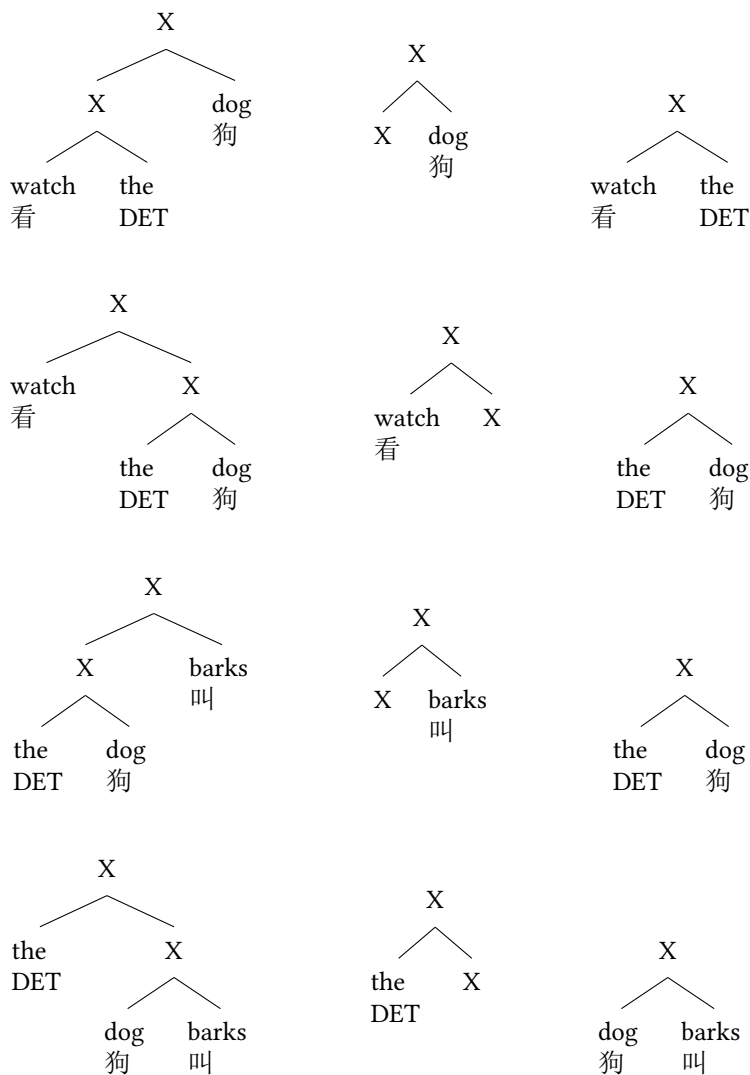 X
X
X dog X
狗
X dog
狗
watch the watch the
看 DET 看 DET
X
X
watch X X
看
watch X
看
the dog the dog
DET 狗 DET 狗
X
X
X barks X
叫
X barks
叫
the dog the dog
DET 狗 DET 狗
X
X
the X X
DET
the X
DET
dog barks dog barks
狗 叫 狗 叫